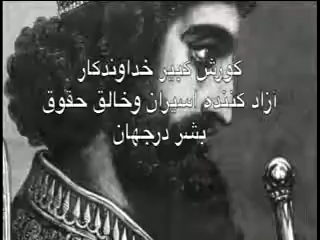 کورش کبیر خداوندکار
آزاد کننده اسیران وخالق حقوق
بشر درجهان